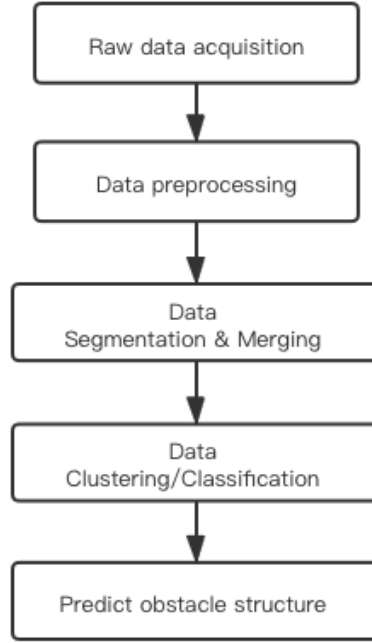 Raw data acquisition
Data preprocessing
Data
Segmentation & Merging
Data
Clustering/Classification
Predict obstacle structure